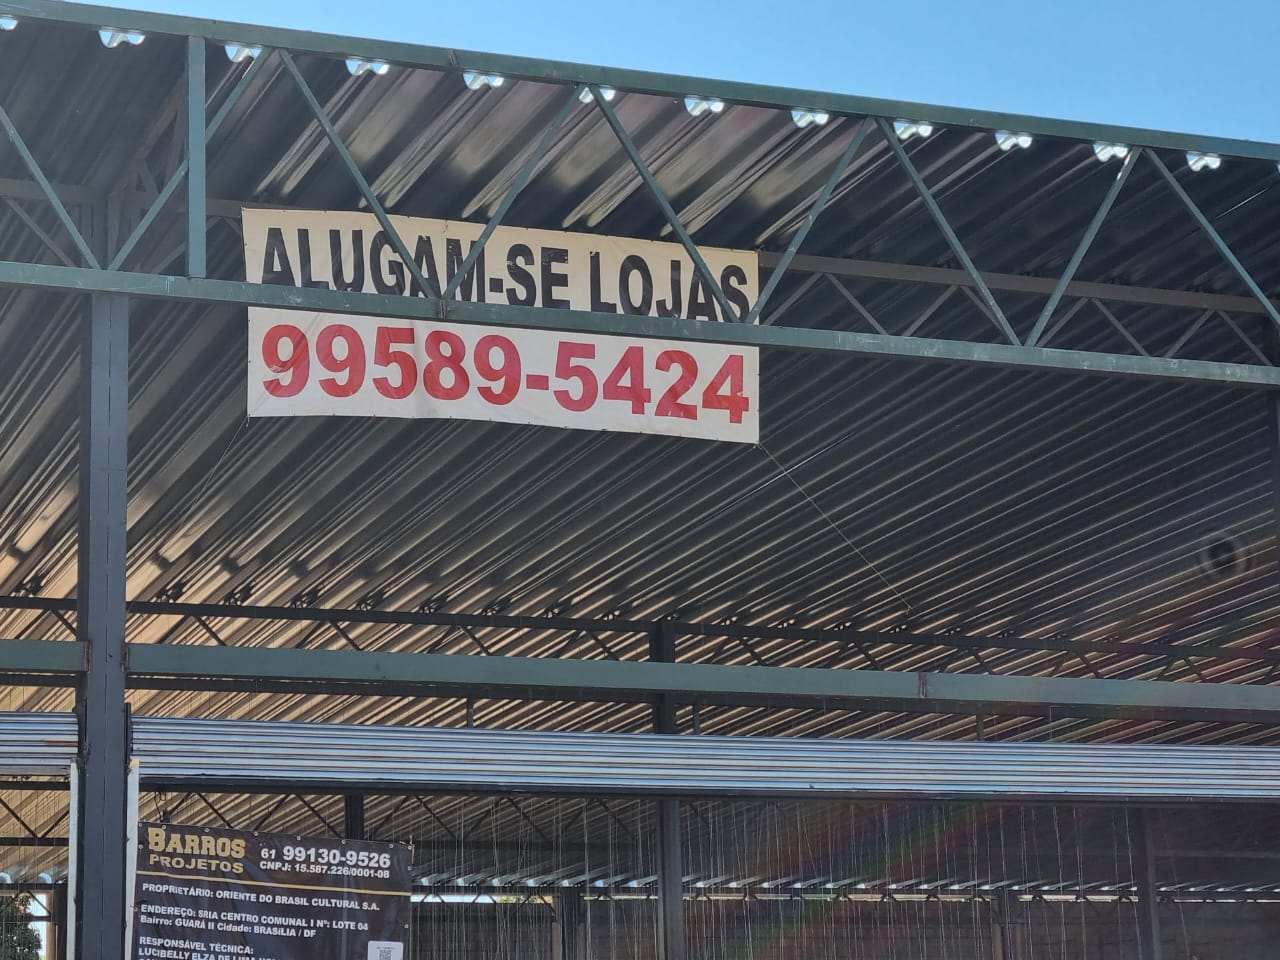 ALUGAM-SE LOJAS
99589-5424
BARROS
PROJETOS
61 99130-9526
CNPJ: 15.587.226/0001-08
PROPRIETÁRIO: ORIENTE DO BRASIL CULTURAL S.A.
ENDEREÇO: SRIA CENTRO COMUNAL I Nº: LOTE 04
Bairro: GUARÁ II Cidade: BRASíLIA / DF
RESPONSÁVEL TÉCNICA:
LUCIBELLY ELZA DE LIMA